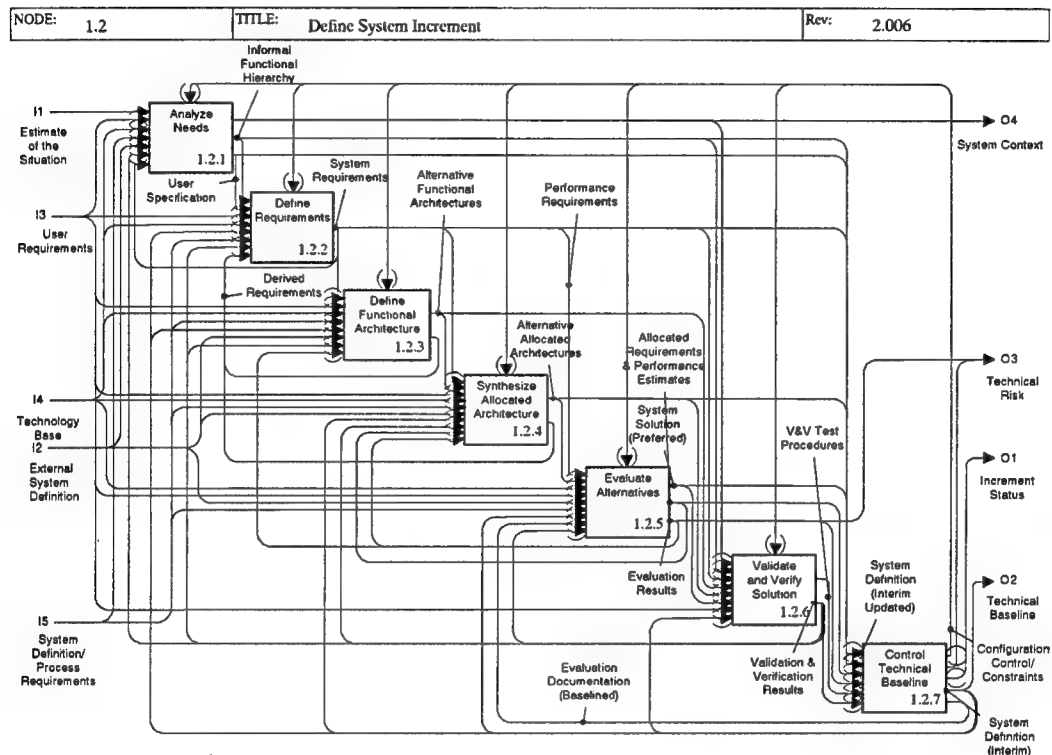 NODE: 1.2 TITLE: Define System Increment Rev: 2.006
Informal
Functional
Hierarchy
I1
Estimate
of the
Situation
Analyze
Needs
1.2.1
O4
System Context
User
Specification
System
Requirements
Alternative
Functional
Architectures
Performance
Requirements
I3
User
Requirements
Define
Requirements
1.2.2
Derived
Requirements
Define
Functional
Architecture
1.2.3
Alternative
Allocated
Architectures
Allocated
Requirements
& Performance
Estimates
O3
Technical
Risk
I4
Technology
Base
I2
External
System
Definition
Synthesize
Allocated
Architecture
1.2.4
System
Solution
(Preferred)
V&V Test
Procedures
O1
Increment
Status
Evaluate
Alternatives
1.2.5
Evaluation
Results
Validate
and Verify
Solution
1.2.6
System
Definition
(Interim
Updated)
O2
Technical
Baseline
I5
System
Definition/
Process
Requirements
Evaluation
Documentation
(Baselined)
Validation &
Verification
Results
Control
Technical
Baseline
1.2.7
Configuration
Control/
Constraints
System
Definition
(Interim)